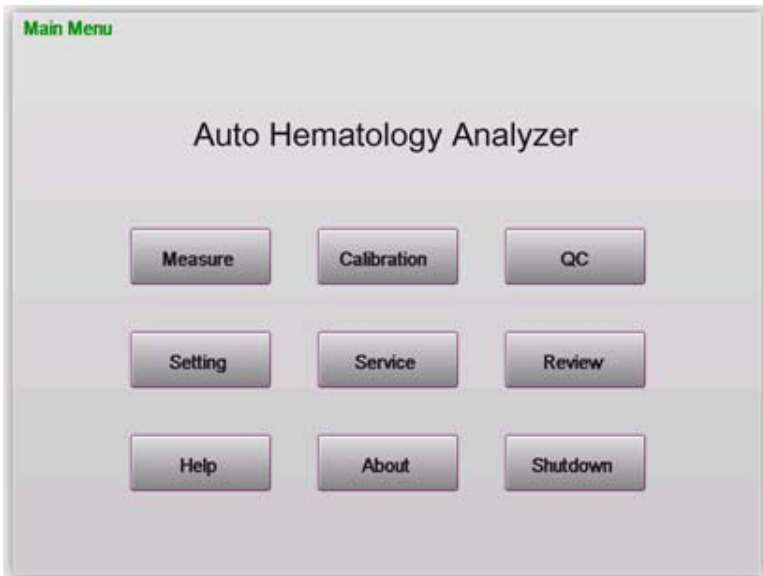 Main Menu
Auto Hematology Analyzer
Measure
Calibration
QC
Setting
Service
Review
Help
About
Shutdown